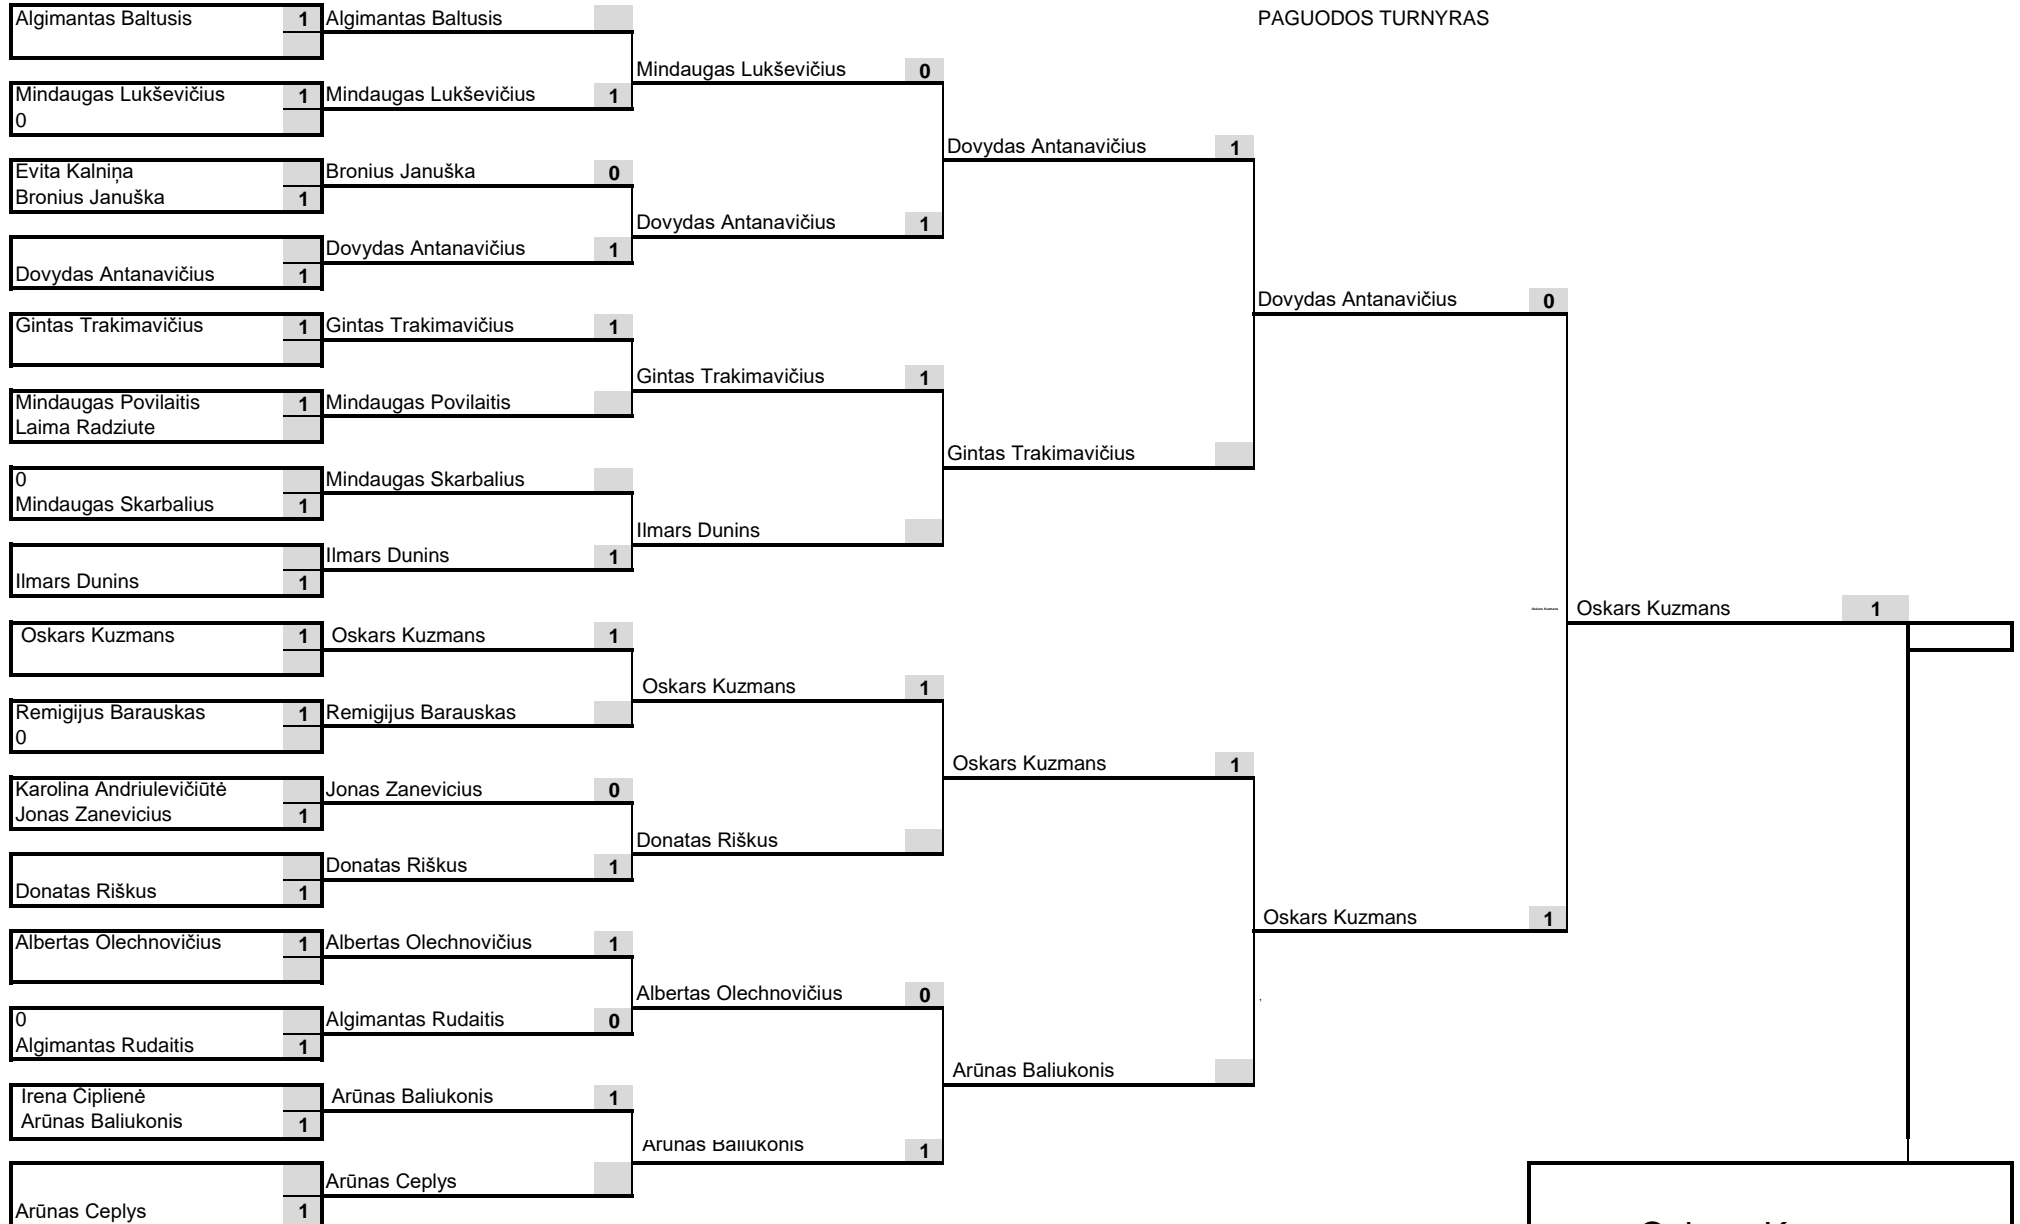 Algimantas Baltusis 1 Algimantas Baltusis PAGUODOS TURNYRAS
Mindaugas Lukševičius 0
Mindaugas Lukševičius 1 Mindaugas Lukševičius 1
0
Dovydas Antanavičius 1
Evita Kalniņa Bronius Januška 0
Bronius Januška 1
Dovydas Antanavičius 1
Dovydas Antanavičius 1
Dovydas Antanavičius 1
Dovydas Antanavičius 0
Gintas Trakimavičius 1 Gintas Trakimavičius 1
Gintas Trakimavičius 1
Mindaugas Povilaitis 1 Mindaugas Povilaitis
Laima Radziute
Gintas Trakimavičius
0 Mindaugas Skarbalius
Mindaugas Skarbalius 1
Ilmars Dunins
Ilmars Dunins 1
Ilmars Dunins 1
Oskars Kuzmans Oskars Kuzmans 1
Oskars Kuzmans 1 Oskars Kuzmans 1
Oskars Kuzmans 1
Remigijus Barauskas 1 Remigijus Barauskas
0
Oskars Kuzmans 1
Karolina Andriulevičiūtė Jonas Zanevicius 0
Jonas Zanevicius 1
Donatas Riškus
Donatas Riškus 1
Donatas Riškus 1
Oskars Kuzmans 1
Albertas Olechnovičius 1 Albertas Olechnovičius 1
Albertas Olechnovičius 0
0 Algimantas Rudaitis 0
Algimantas Rudaitis 1
Arūnas Baliukonis
Irena Čiplienė Arūnas Baliukonis 1
Arūnas Baliukonis 1
Arūnas Baliukonis 1
Arūnas Ceplys
Arūnas Ceplys 1